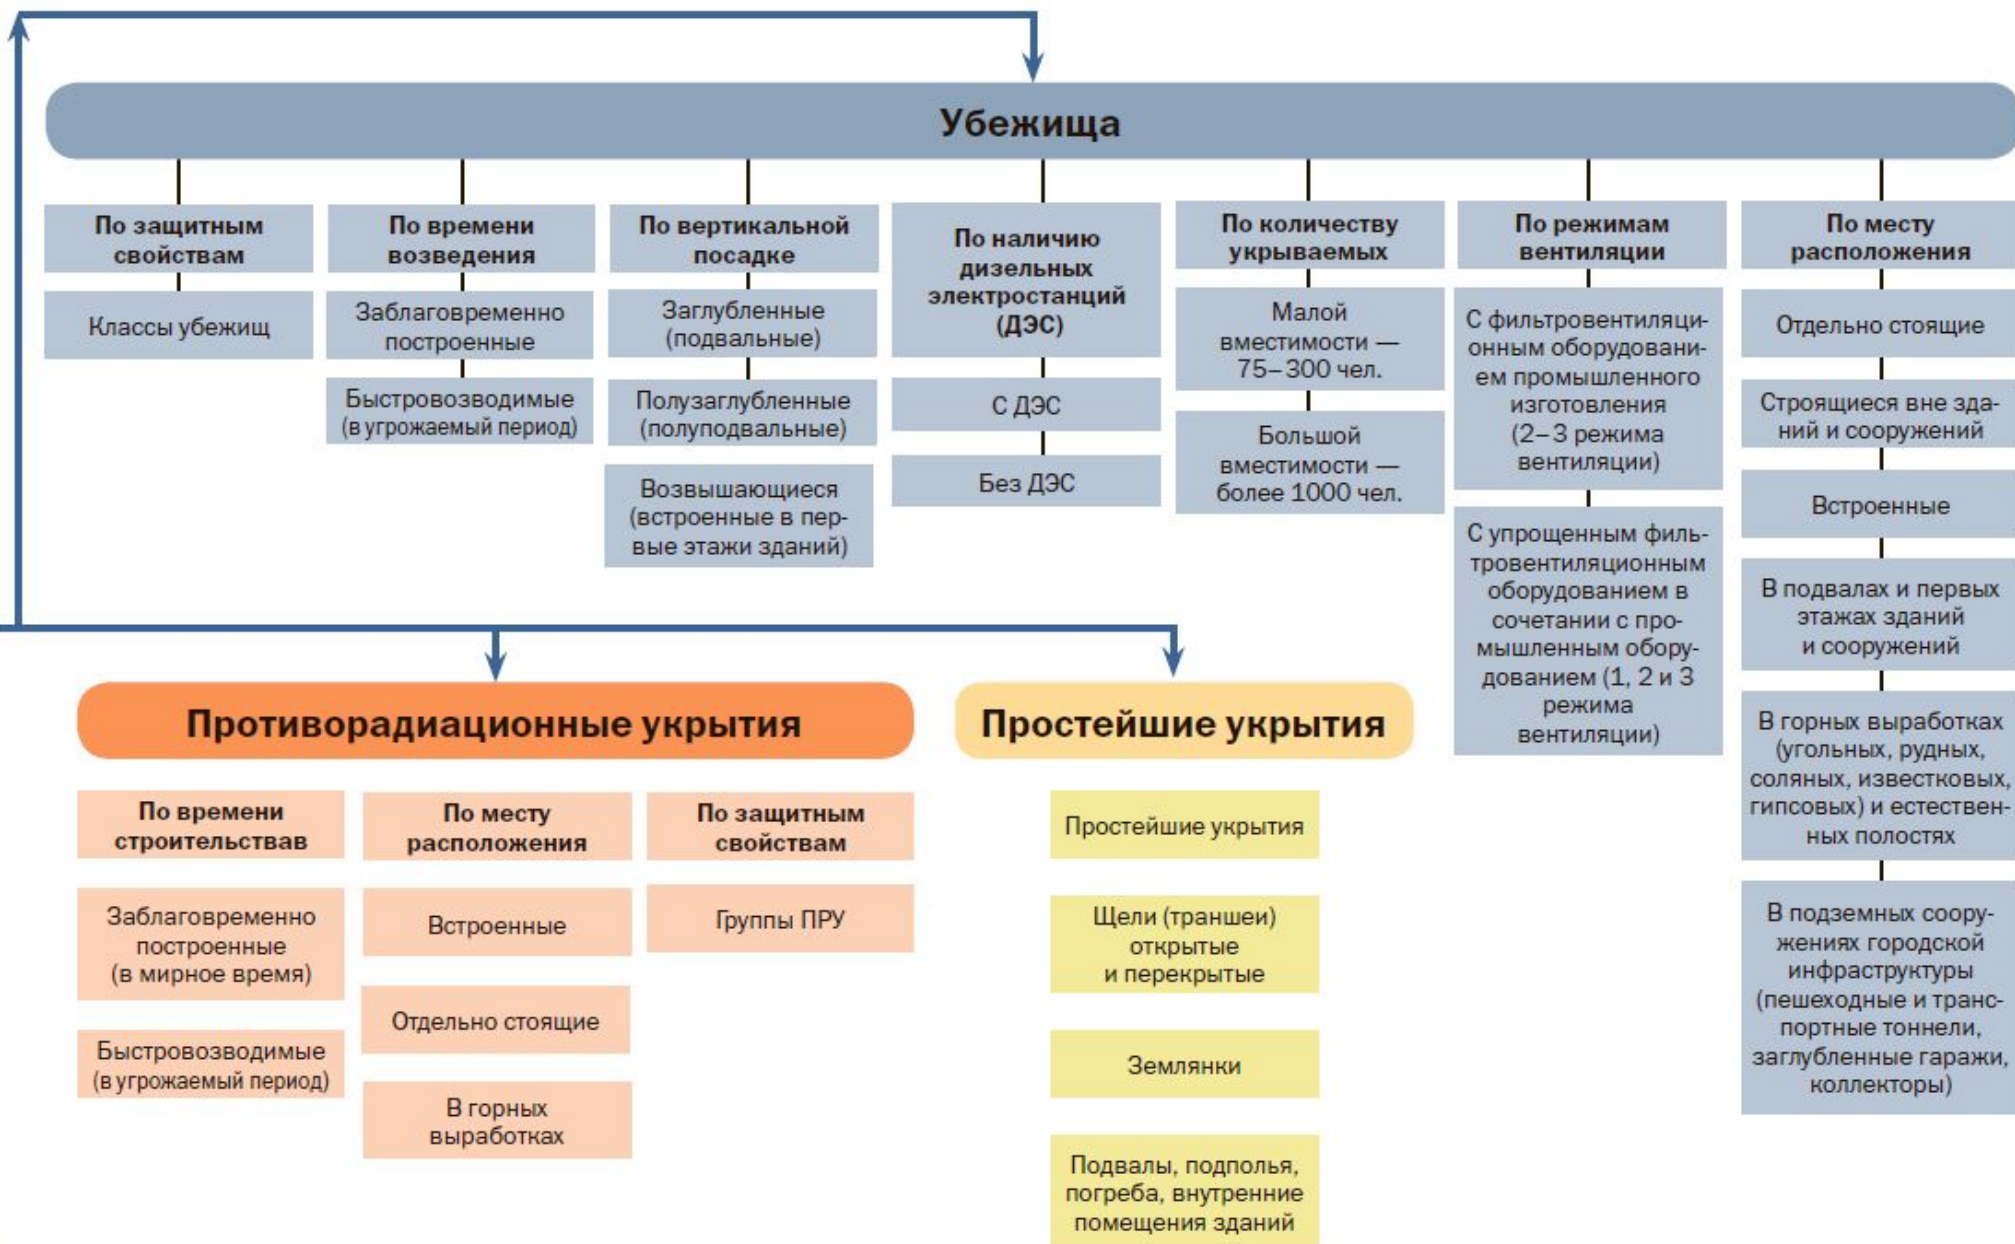 Убежища
По защитным
свойствам
Классы убежищ
По времени
возведения
Заблаговременно
построенные
Быстровозводимые
(в угрожаемый период)
По вертикальной
посадке
Заглубленные
(подвальные)
Полузаглубленные
(полуподвальные)
Возвышающиеся
(встроенные в пер-
вые этажи зданий)
По наличию
дизельных
электростанций
(ДЭС)
С ДЭС
Без ДЭС
По количеству
укрываемых
Малой
вместимости —
75–300 чел.
Большой
вместимости —
более 1000 чел.
По режимам
вентиляции
С фильтровентиляци-
онным оборудовани-
ем промышленного
изготовления
(2–3 режима
вентиляции)
С упрощенным филь-
тровентиляционным
оборудованием в
сочетании с про-
мышленным обору-
дованием (1, 2 и 3
режима
вентиляции)
По месту
расположения
Отдельно стоящие
Строящиеся вне зда-
ний и сооружений
Встроенные
В подвалах и первых
этажах зданий
и сооружений
В горных выработках
(угольных, рудных,
соляных, известковых,
гипсовых) и естествен-
ных полостях
В подземных соору-
жениях городской
инфраструктуры
(пешеходные и транс-
портные тоннели,
заглубленные гаражи,
коллекторы)
Противорадиационные укрытия
По времени
строительствав
Заблаговременно
построенные
(в мирное время)
Быстровозводимые
(в угрожаемый период)
По месту
расположения
Встроенные
Отдельно стоящие
В горных
выработках
По защитным
свойствам
Группы ПРУ
Простейшие укрытия
Простейшие укрытия
Щели (траншеи)
открытые
и перекрытые
Землянки
Подвалы, подполья,
погреба, внутренние
помещения зданий